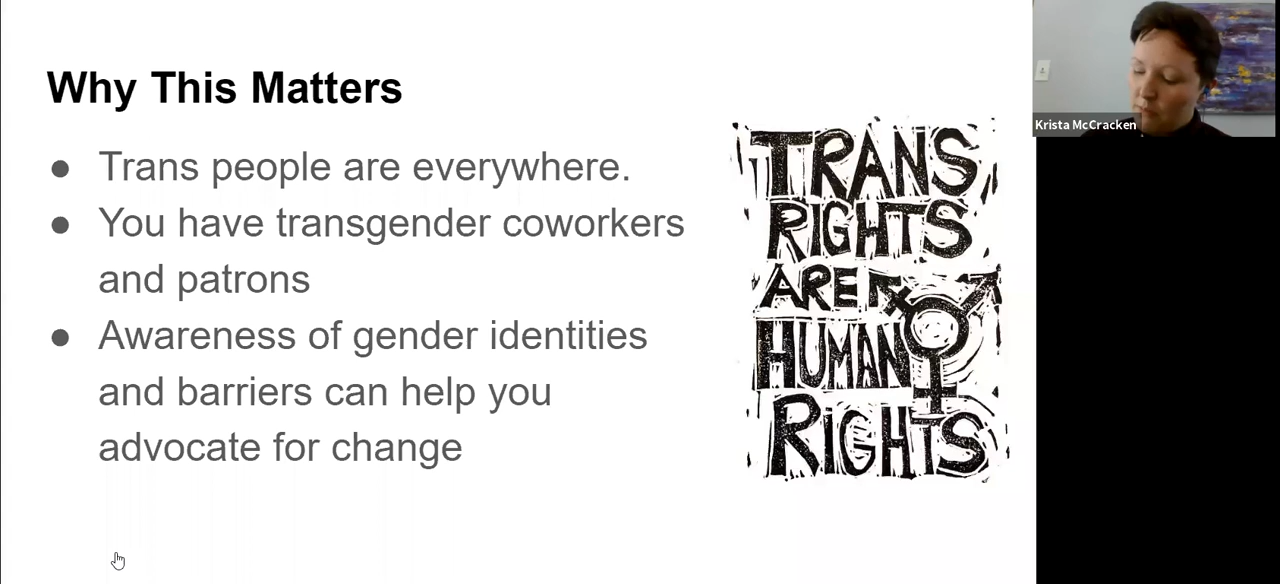 Why This Matters
● Trans people are everywhere.
● You have transgender coworkers
and patrons
● Awareness of gender identities
and barriers can help you
advocate for change
TRANS
RIGHTS
ARE
HUMAN
RIGHTS
Krista McCracken